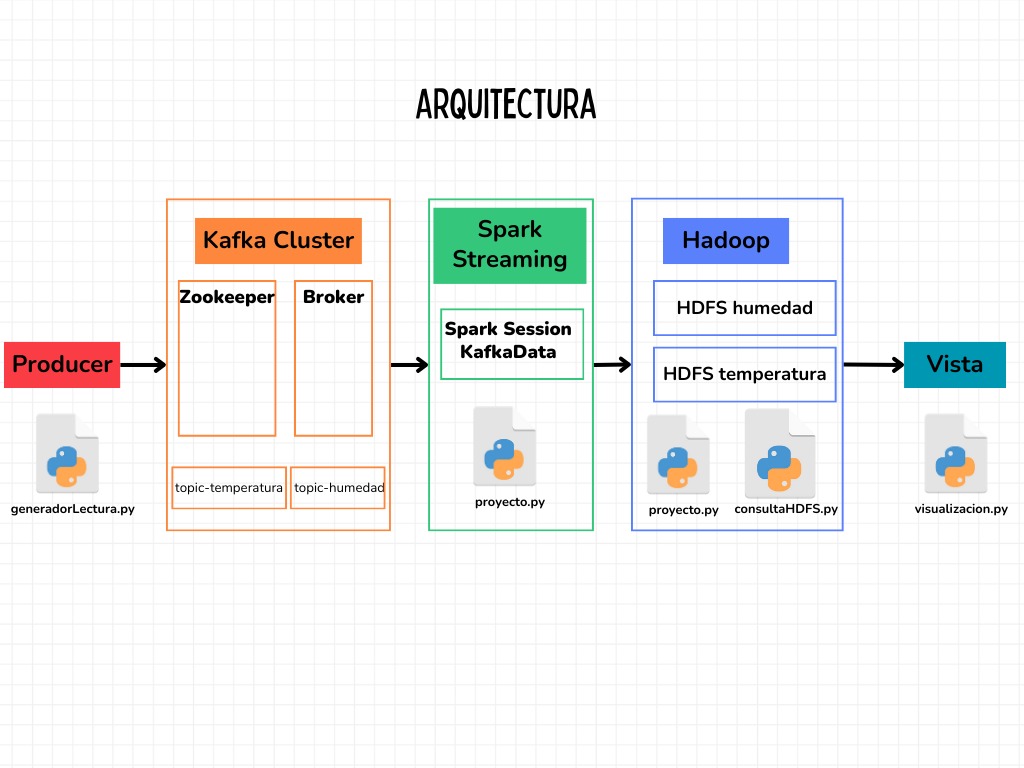 ARQUITECTURA
Kafka Cluster
Zookeeper
Broker
topic-temperatura
topic-humedad
Spark
Streaming
Spark Session
KafkaData
proyecto.py
Hadoop
HDFS humedad
HDFS temperatura
proyecto.py
consultaHDFS.py
Producer
generadorLectura.py
Vista
visualizacion.py